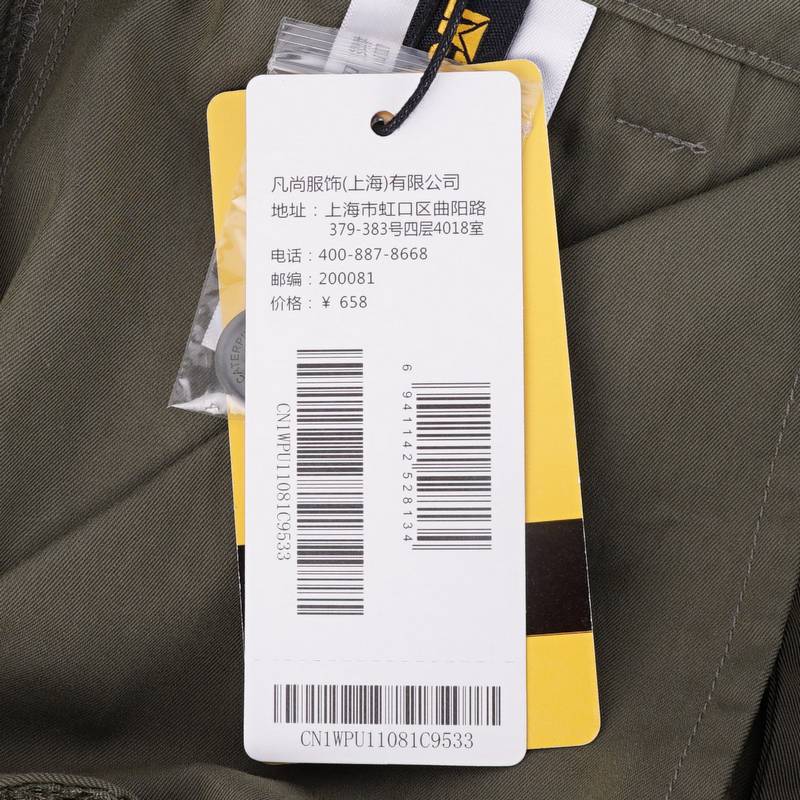 凡尚服饰(上海)有限公司
地址：上海市虹口区曲阳路
379-383号四层4018室
电话：400-887-8668
邮编：200081
价格：￥ 658
CN1WPU11081C9533
6 941142 528134
CN1WPU11081C9533